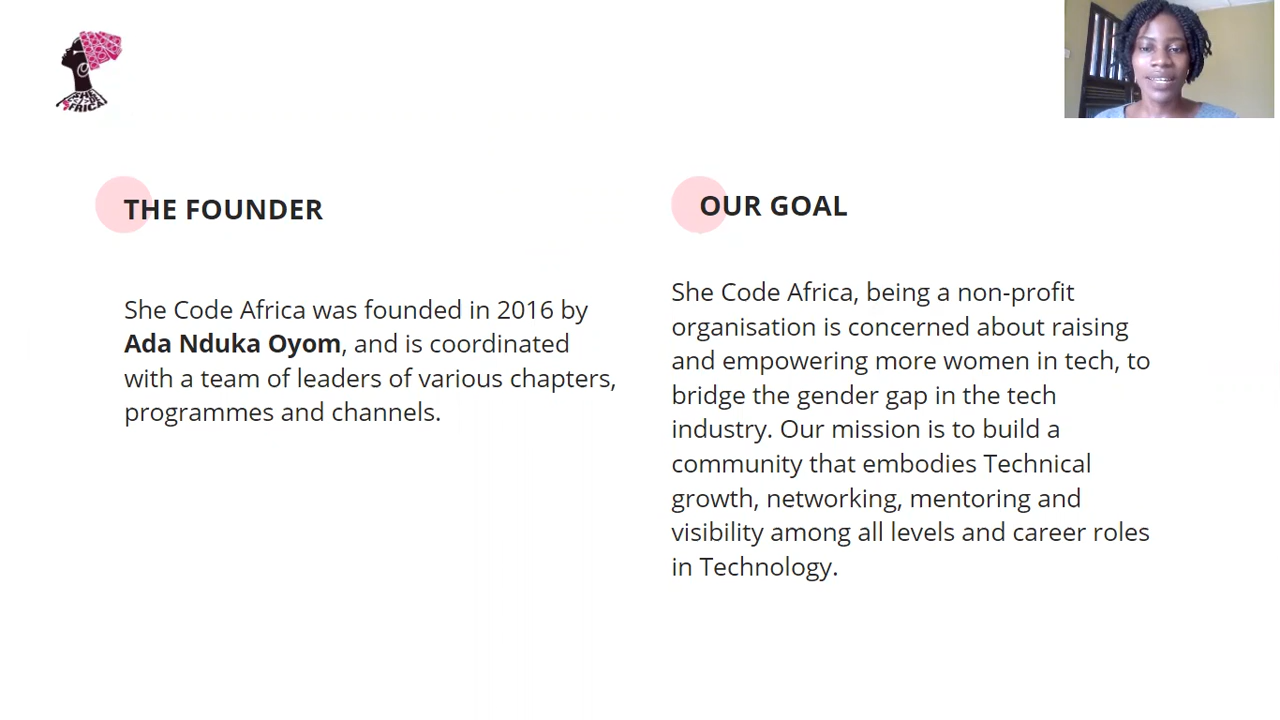 SHE
CODE
AFRICA
THE FOUNDER
She Code Africa was founded in 2016 by
Ada Nduka Oyom, and is coordinated
with a team of leaders of various chapters,
programmes and channels.
OUR GOAL
She Code Africa, being a non-profit
organisation is concerned about raising
and empowering more women in tech, to
bridge the gender gap in the tech
industry. Our mission is to build a
community that embodies Technical
growth, networking, mentoring and
visibility among all levels and career roles
in Technology.